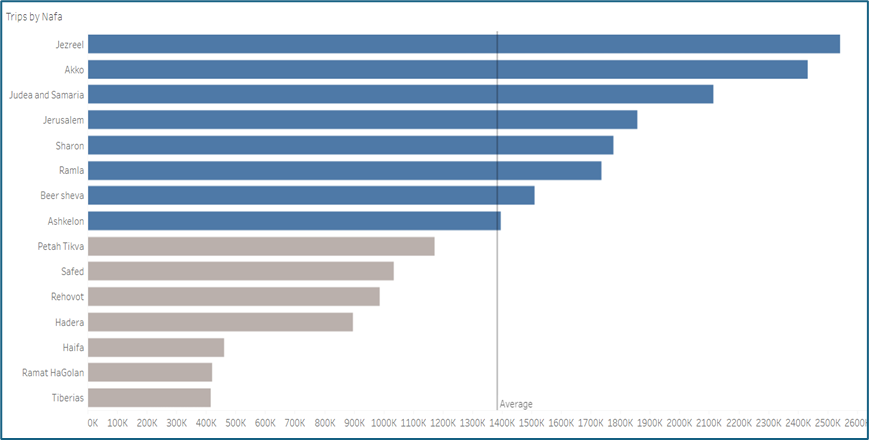 Trips by Nafa
Jezreel
Akko
Judea and Samaria
Jerusalem
Sharon
Ramla
Beer sheva
Ashkelon
Petah Tikva
Safed
Rehovot
Hadera
Haifa
Ramat HaGolan
Tiberias
Average
0K 100K 200K 300K 400K 500K 600K 700K 800K 900K 1000K 1100K 1200K 1300K 1400K 1500K 1600K 1700K 1800K 1900K 2000K 2100K 2200K 2300K 2400K 2500K 2600K